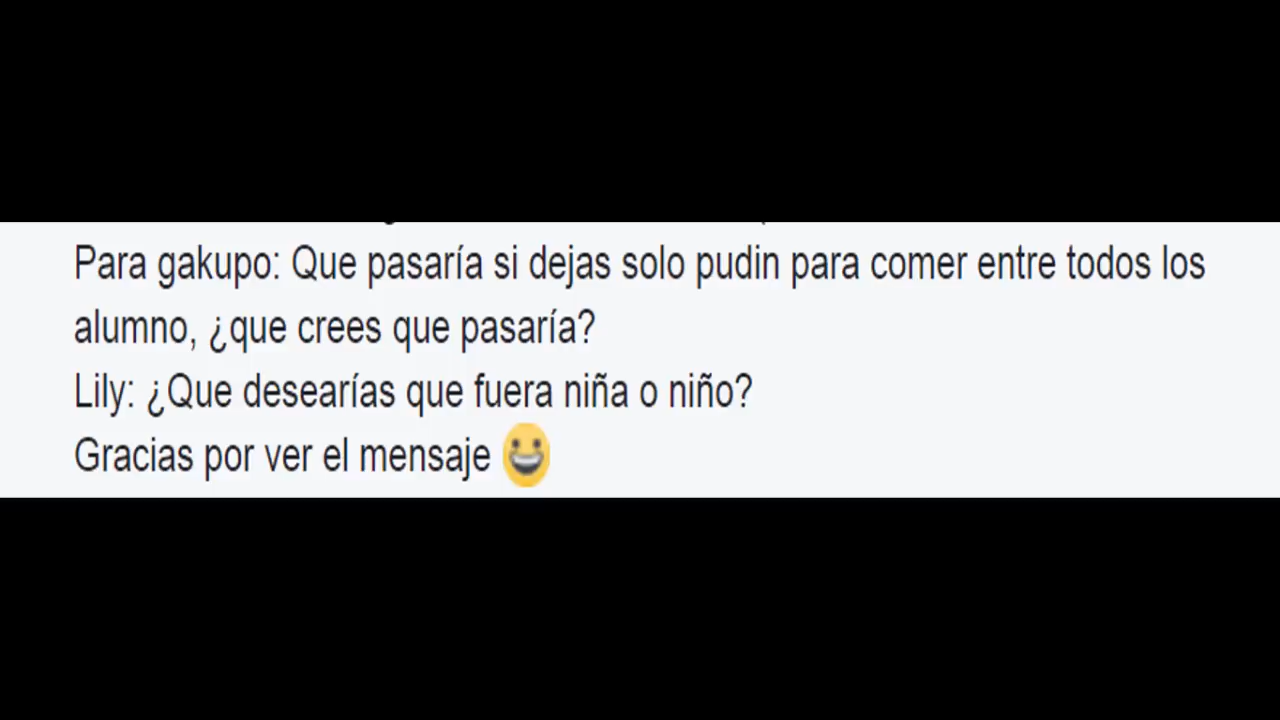 Para gakupo: Que pasaría si dejas solo pudin para comer entre todos los
alumno, ¿que crees que pasaría?
Lily: ¿Que desearías que fuera niña o niño?
Gracias por ver el mensaje 😀